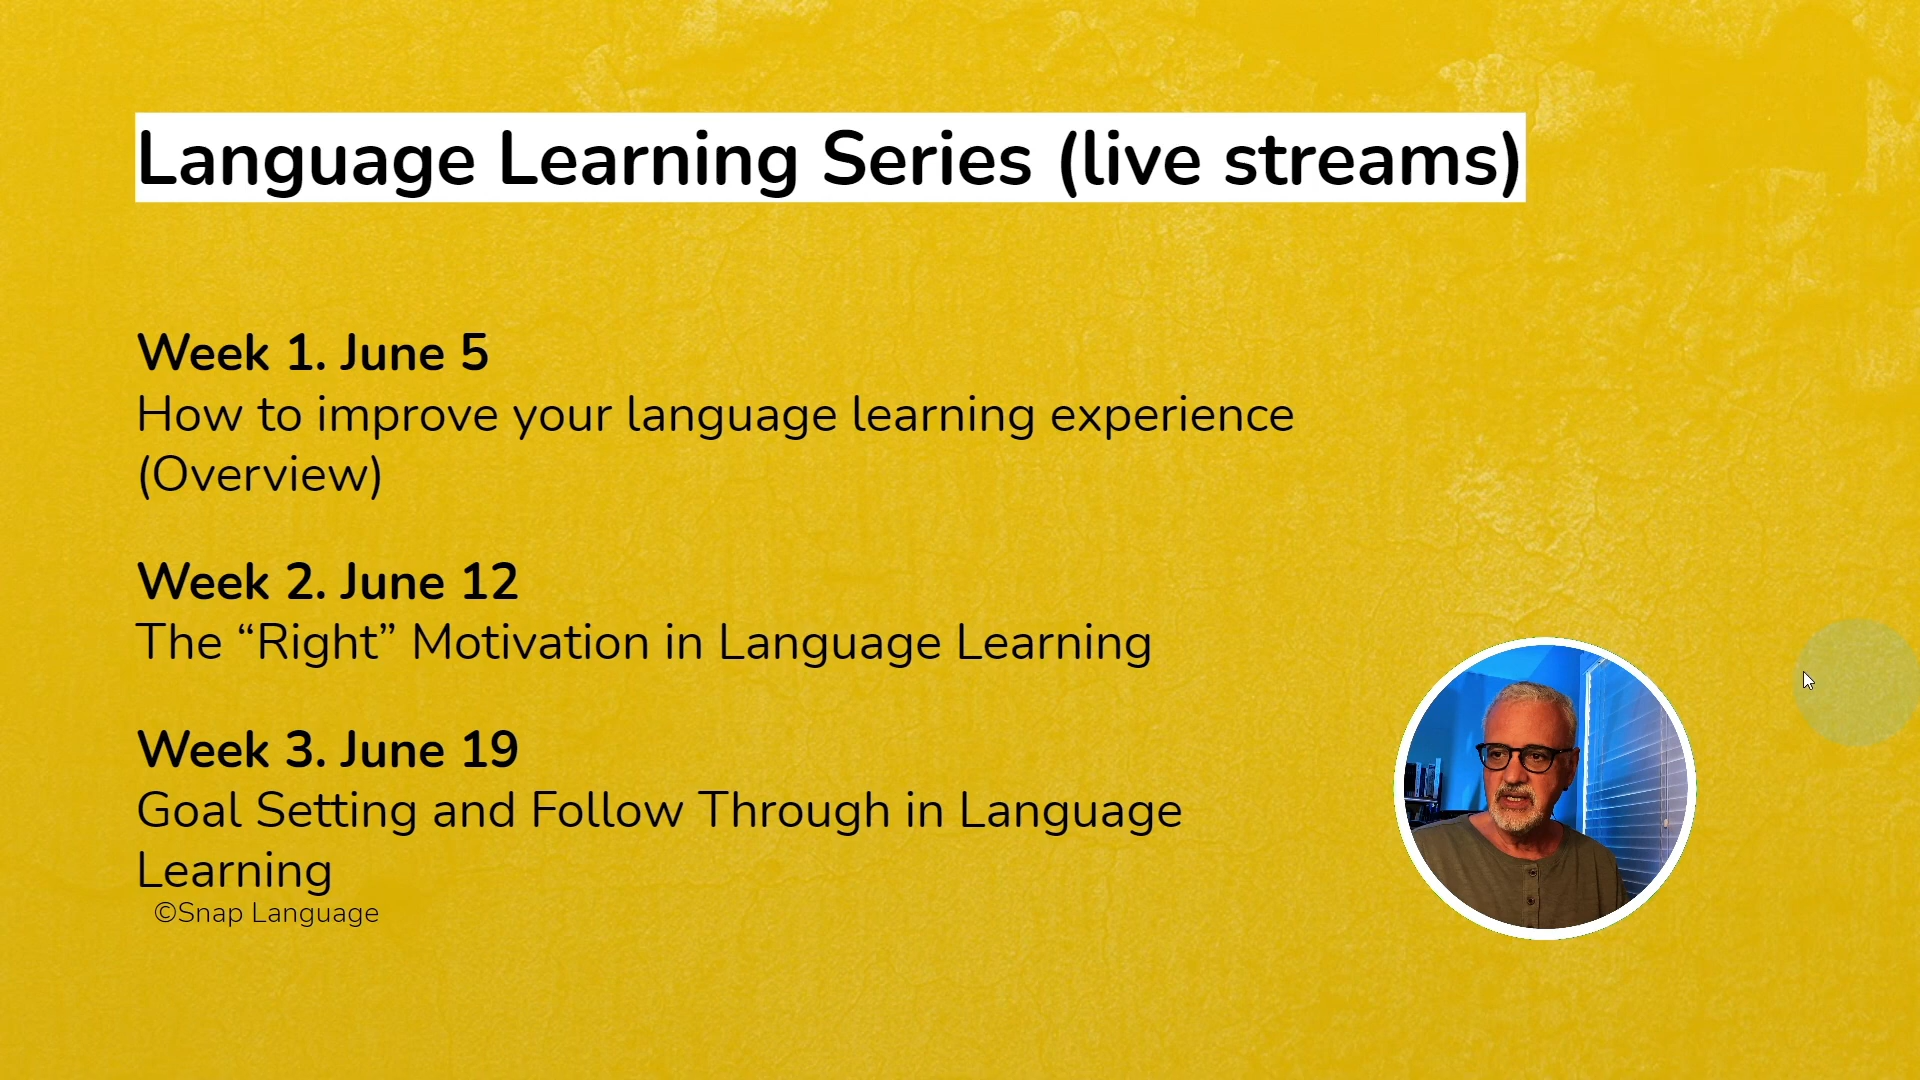 Language Learning Series (live streams)
Week 1. June 5
How to improve your language learning experience
(Overview)
Week 2. June 12
The “Right” Motivation in Language Learning
Week 3. June 19
Goal Setting and Follow Through in Language
Learning
©Snap Language